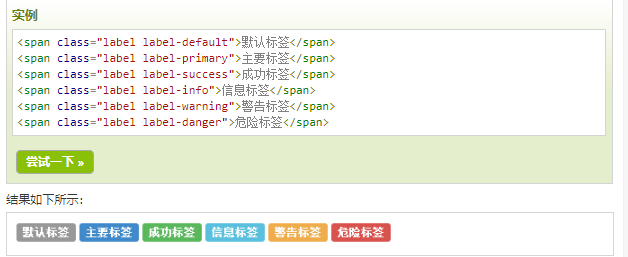 实例
<span class="label label-default">默认标签</span>
<span class="label label-primary">主要标签</span>
<span class="label label-success">成功标签</span>
<span class="label label-info">信息标签</span>
<span class="label label-warning">警告标签</span>
<span class="label label-danger">危险标签</span>
尝试一下 »
结果如下所示：
默认标签 主要标签 成功标签 信息标签 警告标签 危险标签